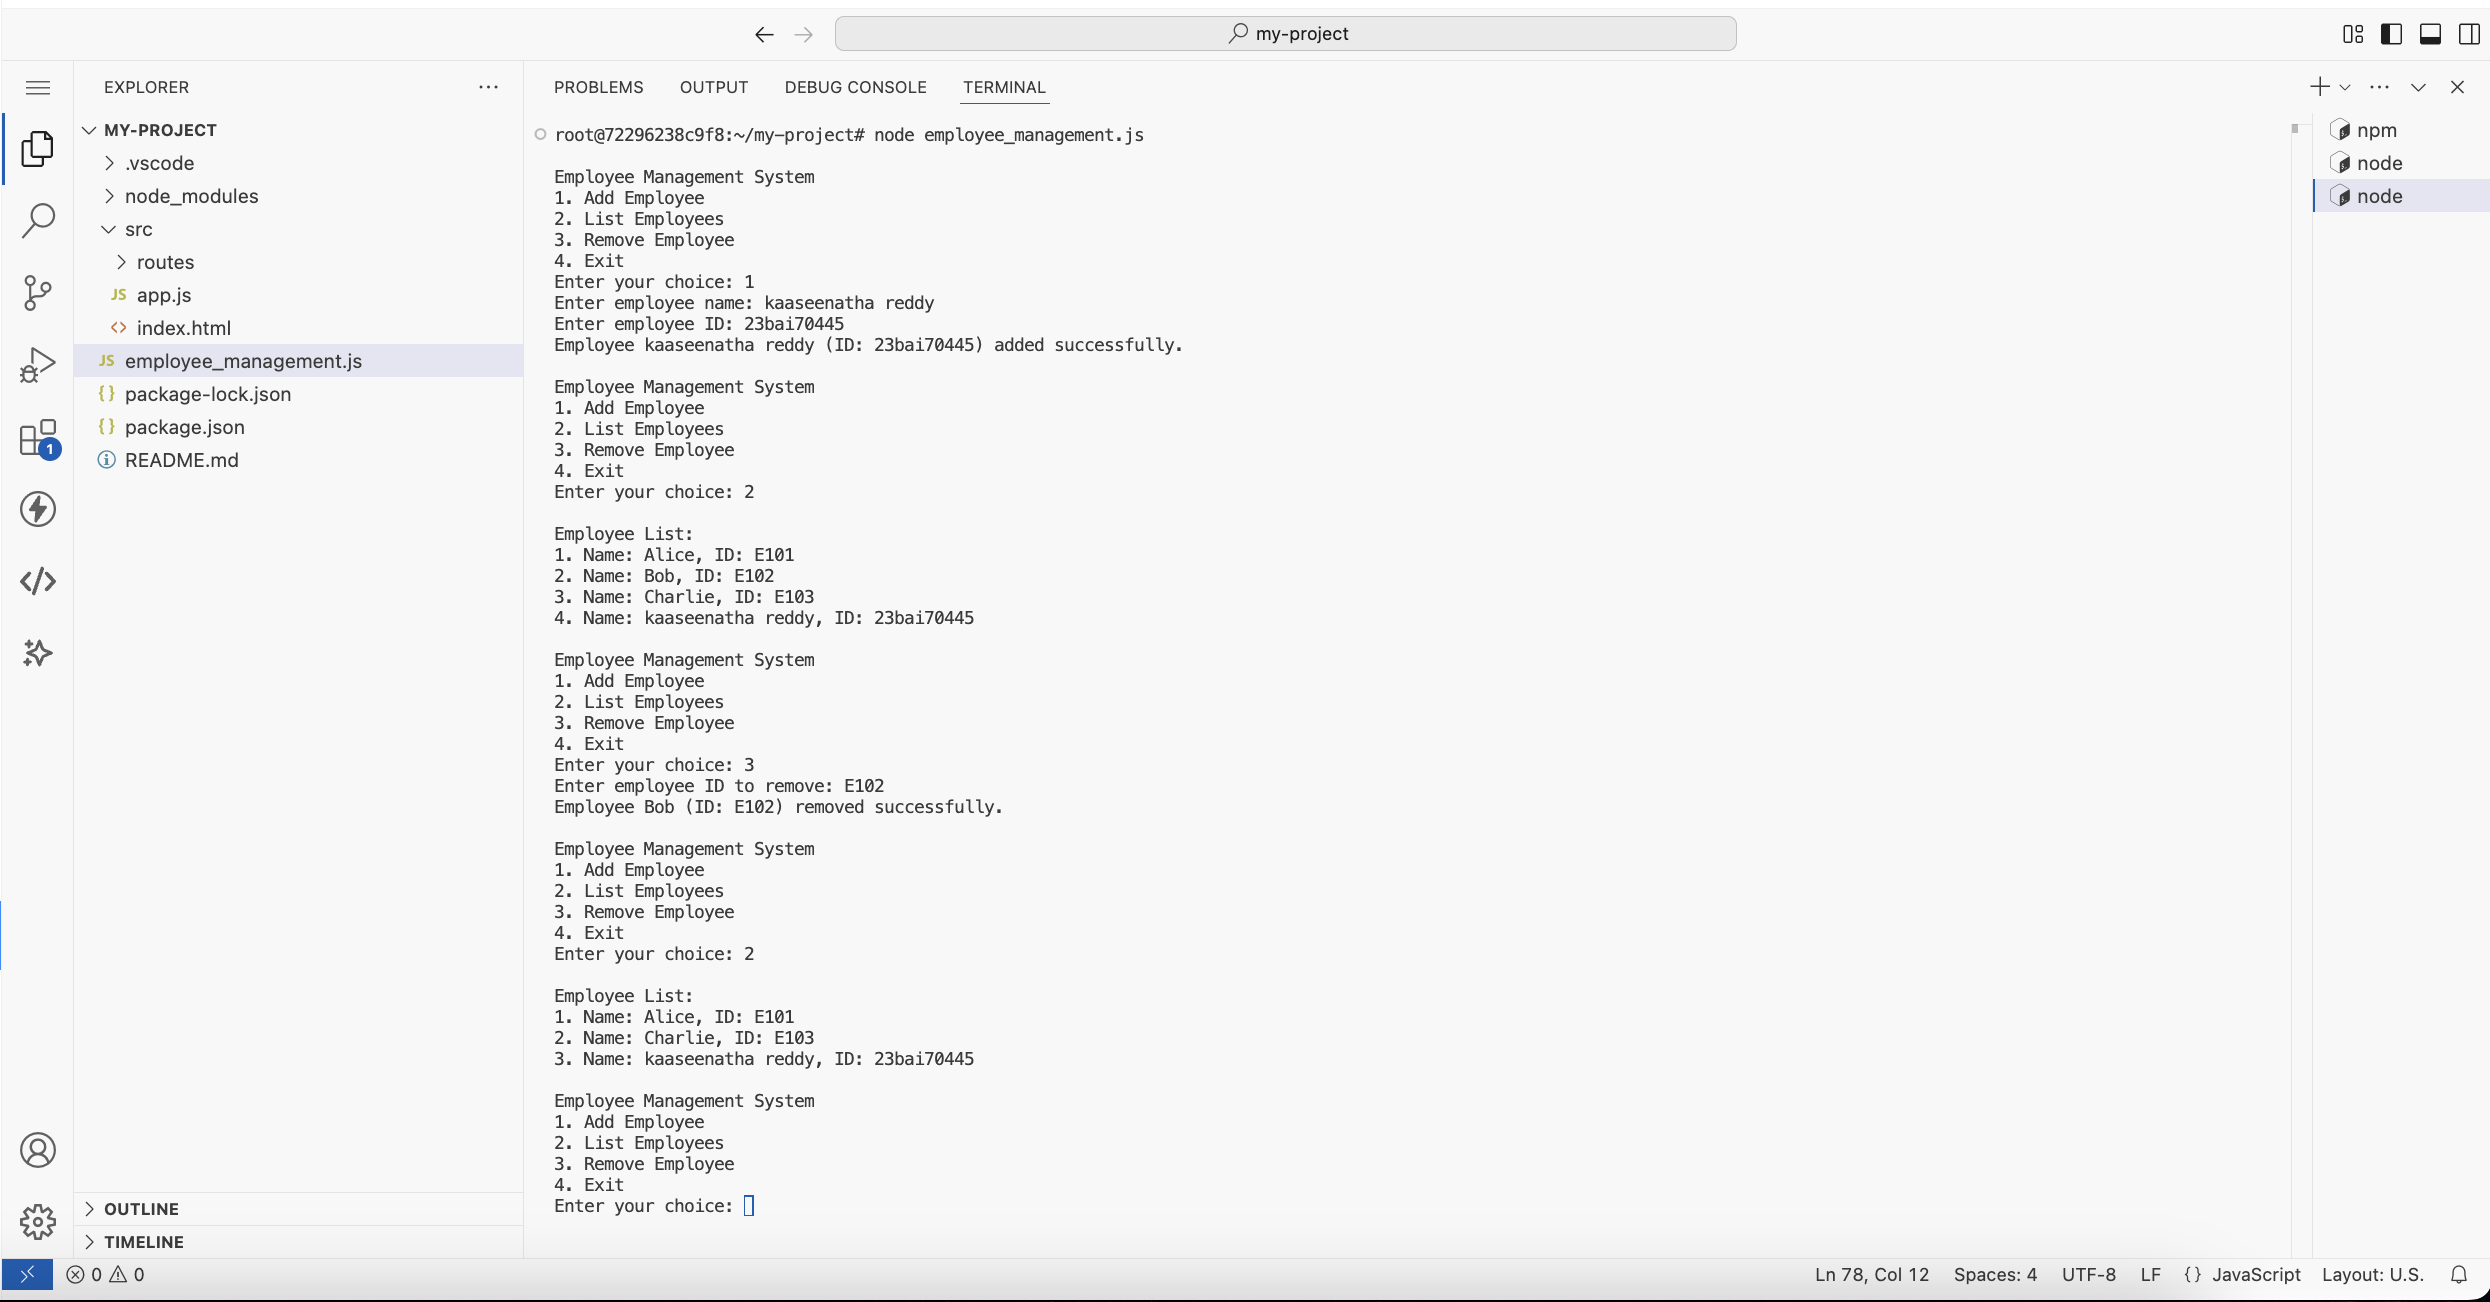 my-project
EXPLORER
MY-PROJECT
.vscode
node_modules
src
routes
JS app.js
<> index.html
JS employee_management.js
{} package-lock.json
{} package.json
README.md
1
OUTLINE
TIMELINE
PROBLEMS OUTPUT DEBUG CONSOLE TERMINAL
root@72296238c9f8:~/my-project# node employee_management.js
Employee Management System
1. Add Employee
2. List Employees
3. Remove Employee
4. Exit
Enter your choice: 1
Enter employee name: kaaseenatha reddy
Enter employee ID: 23bai70445
Employee kaaseenatha reddy (ID: 23bai70445) added successfully.
Employee Management System
1. Add Employee
2. List Employees
3. Remove Employee
4. Exit
Enter your choice: 2
Employee List:
1. Name: Alice, ID: E101
2. Name: Bob, ID: E102
3. Name: Charlie, ID: E103
4. Name: kaaseenatha reddy, ID: 23bai70445
Employee Management System
1. Add Employee
2. List Employees
3. Remove Employee
4. Exit
Enter your choice: 3
Enter employee ID to remove: E102
Employee Bob (ID: E102) removed successfully.
Employee Management System
1. Add Employee
2. List Employees
3. Remove Employee
4. Exit
Enter your choice: 2
Employee List:
1. Name: Alice, ID: E101
2. Name: Charlie, ID: E103
3. Name: kaaseenatha reddy, ID: 23bai70445
Employee Management System
1. Add Employee
2. List Employees
3. Remove Employee
4. Exit
Enter your choice:
npm
node
node
0 0
Ln 78, Col 12 Spaces: 4 UTF-8 LF {} JavaScript Layout: U.S.